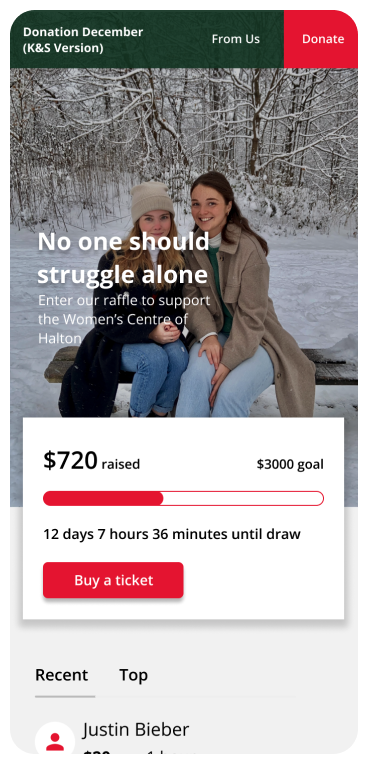 Donation December
(K&S Version)
From Us
Donate
No one should
struggle alone
Enter our raffle to support
the Women's Centre of
Halton
$720 raised
$3000 goal
12 days 7 hours 36 minutes until draw
Buy a ticket
Recent
Top
Justin Bieber